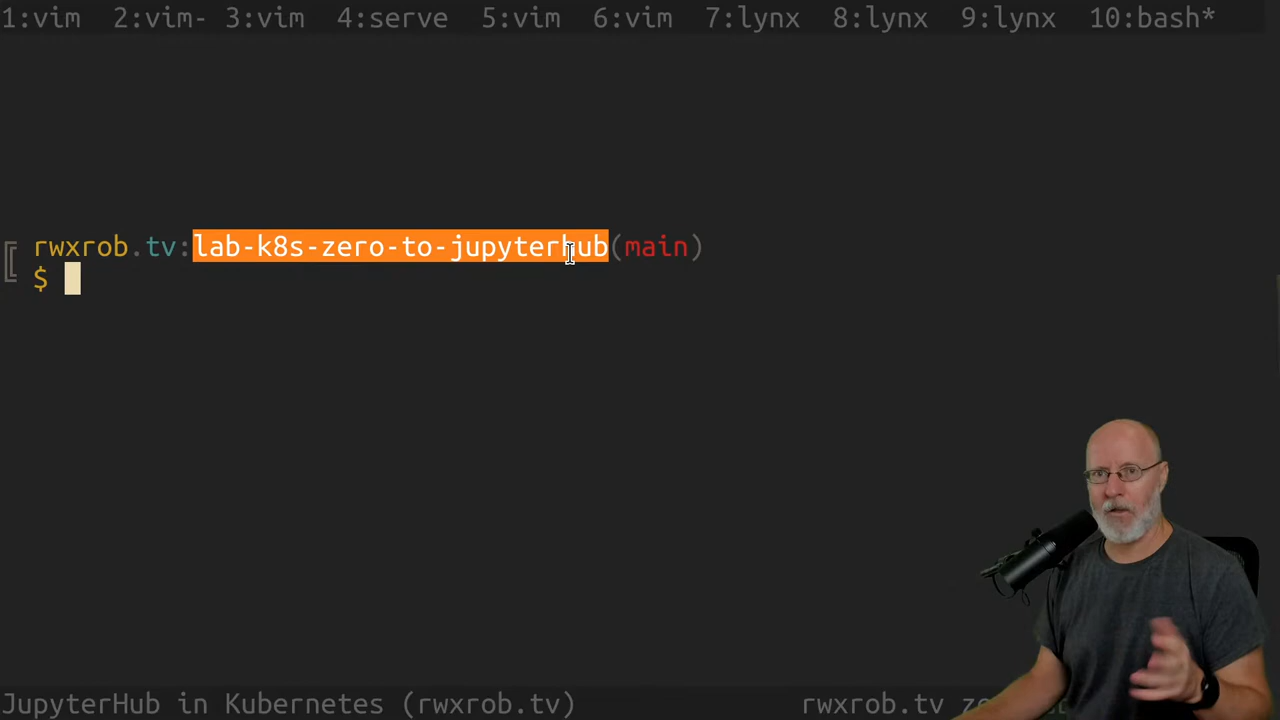 1:vim 2:vim- 3:vim 4:serve 5:vim 6:vim 7:lynx 8:lynx 9:lynx 10:bash*
rwxrob.tv:lab-k8s-zero-to-jupyterhub(main)
$
JupyterHub in Kubernetes (rwxrob.tv) rwxrob.tv